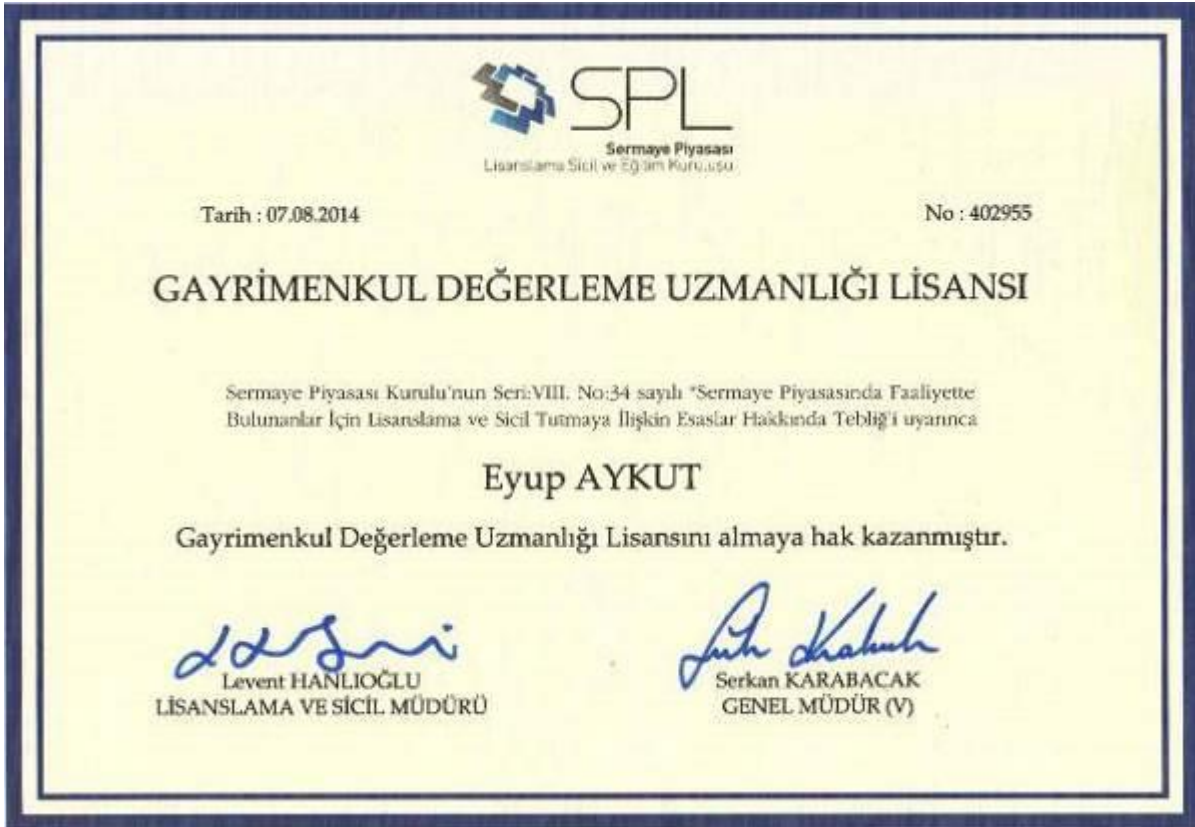 SPL
Sermaye Piyasası
Lisanslama Sicil ve Eğitim Kuruluşu
Tarih : 07.08.2014
No : 402955
GAYRİMENKUL DEĞERLEME UZMANLIĞI LİSANSI
Sermaye Piyasası Kurulu'nun Seri:VIII. No:34 sayılı "Sermaye Piyasasında Faaliyette
Bulunanlar İçin Lisanslama ve Sicil Tutmaya İlişkin Esaslar Hakkında Tebliğ'i uyarınca
Eyup AYKUT
Gayrimenkul Değerleme Uzmanlığı Lisansını almaya hak kazanmıştır.
Levent HANLIOĞLU
LİSANSLAMA VE SİCİL MÜDÜRÜ
Serkan KARABACAK
GENEL MÜDÜR (V)